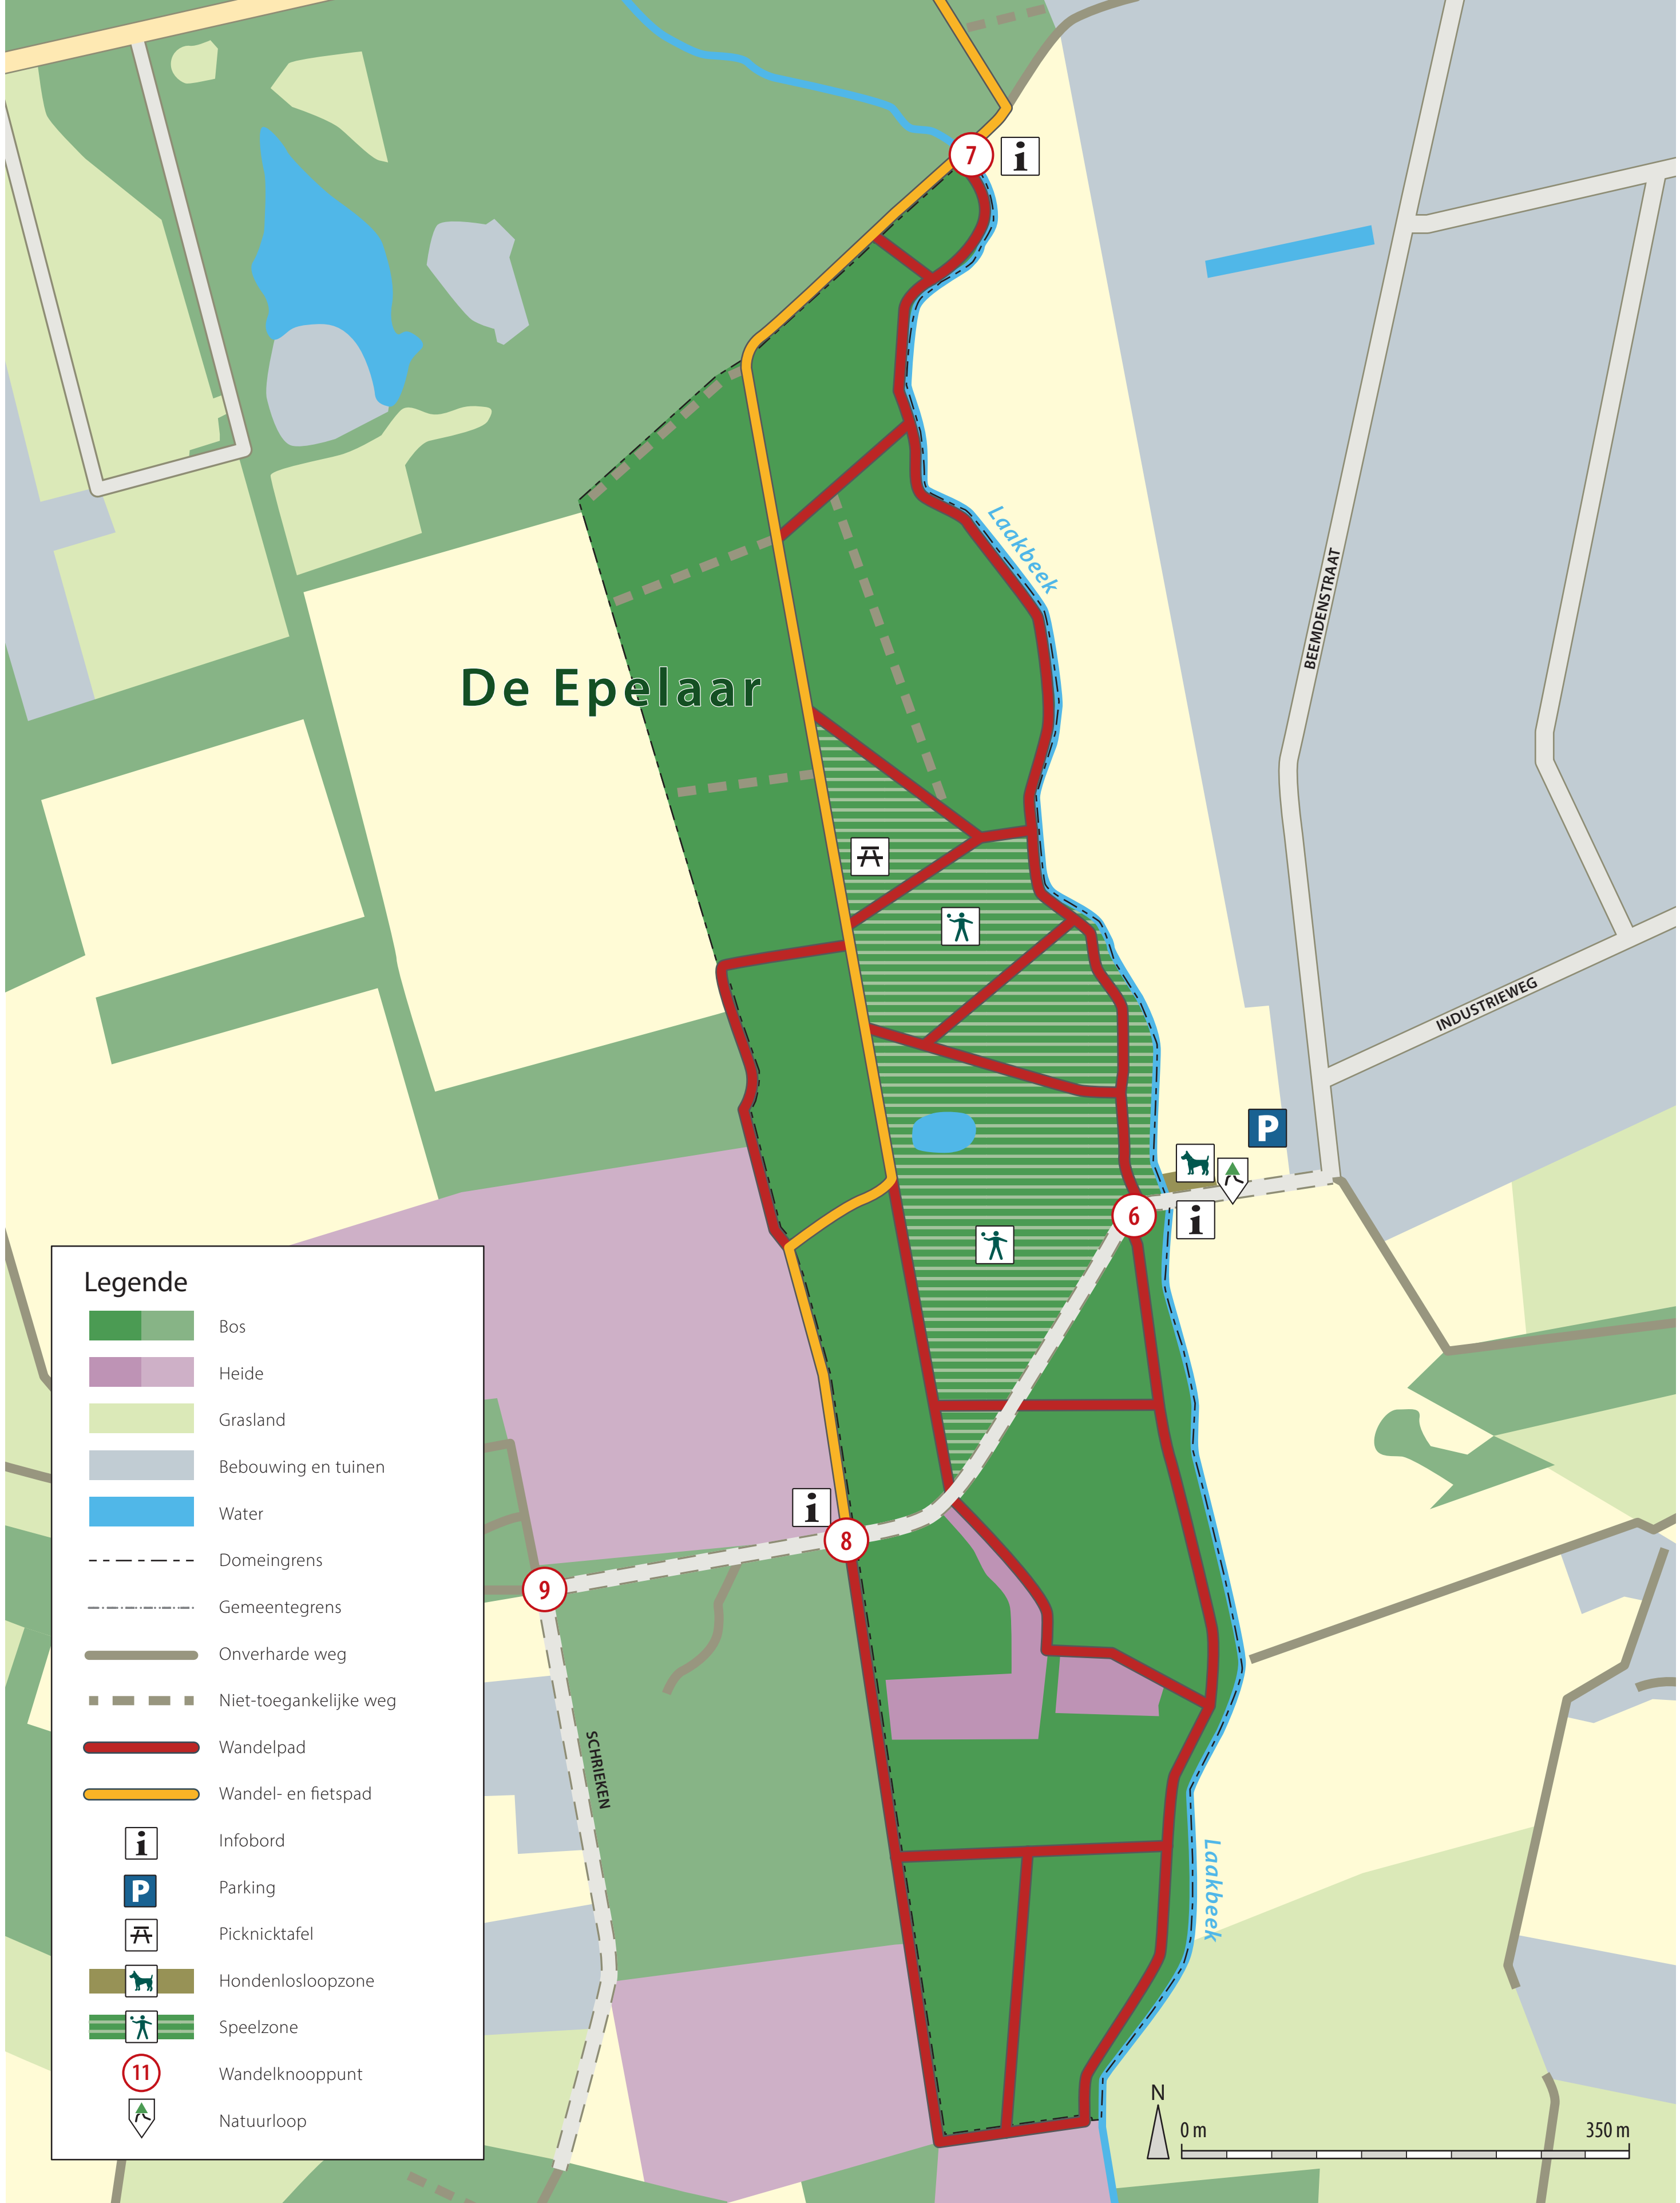 7
i
Laakbeek
BEEMDENSTRAAT
De Epelaar
INDUSTRIEWEG
P
6
i
i
8
9
SCHRIEKEN
Laakbeek
Legende
Bos
Heide
Grasland
Bebouwing en tuinen
Water
Domeingrens
Gemeentegrens
Onverharde weg
Niet-toegankelijke weg
Wandelpad
Wandel- en fietspad
i Infobord
P Parking
Picknicktafel
Hondenlosloopzone
Speelzone
11 Wandelknooppunt
Natuurloop
N
0 m 350 m